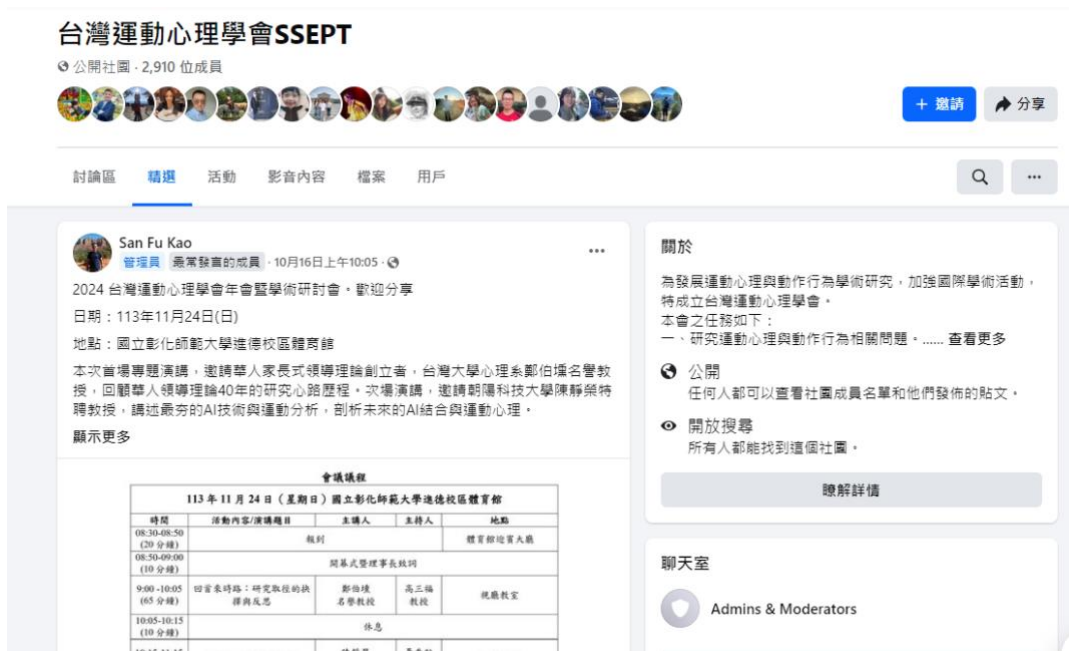 台灣運動心理學會SSEPT
公開社團 · 2,910 位成員
+ 邀請
分享
討論區 精選 活動 影音內容 檔案 用戶
San Fu Kao
管理員 最常發言的成員 · 10月16日上午10:05 ·
2024 台灣運動心理學會年會暨學術研討會。歡迎分享
日期：113年11月24日(日)
地點：國立彰化師範大學進德校區體育館
本次首場專題演講，邀請華人家長式領導理論創立者，台灣大學心理系鄭伯壎名譽教
授，回顧華人領導理論40年的研究心路歷程。次場演講，邀請朝陽科技大學陳靜榮特
聘教授，講述最夯的AI技術與運動分析，剖析未來的AI結合與運動心理。
顯示更多
會議議程
113 年 11 月 24 日（星期日）國立彰化師範大學進德校區體育館
時間 活動內容/演講題目 主講人 主持人 地點
08:30-08:50
(20 分鐘)
報到 體育館迎賓大廳
08:50-09:00
(10 分鐘)
開幕式暨理事長致詞
9:00 -10:05
(65 分鐘)
回首來時路：研究取徑的抉
擇與反思
鄭伯壎
名譽教授
高三福
教授
視廳教室
10:05-10:15
(10 分鐘)
休息
關於
為發展運動心理與動作行為學術研究，加強國際學術活動，
特成立台灣運動心理學會。
本會之任務如下：
一、研究運動心理與動作行為相關問題。...... 查看更多
公開
任何人都可以查看社團成員名單和他們發佈的貼文。
開放搜尋
所有人都能找到這個社團。
瞭解詳情
聊天室
Admins & Moderators